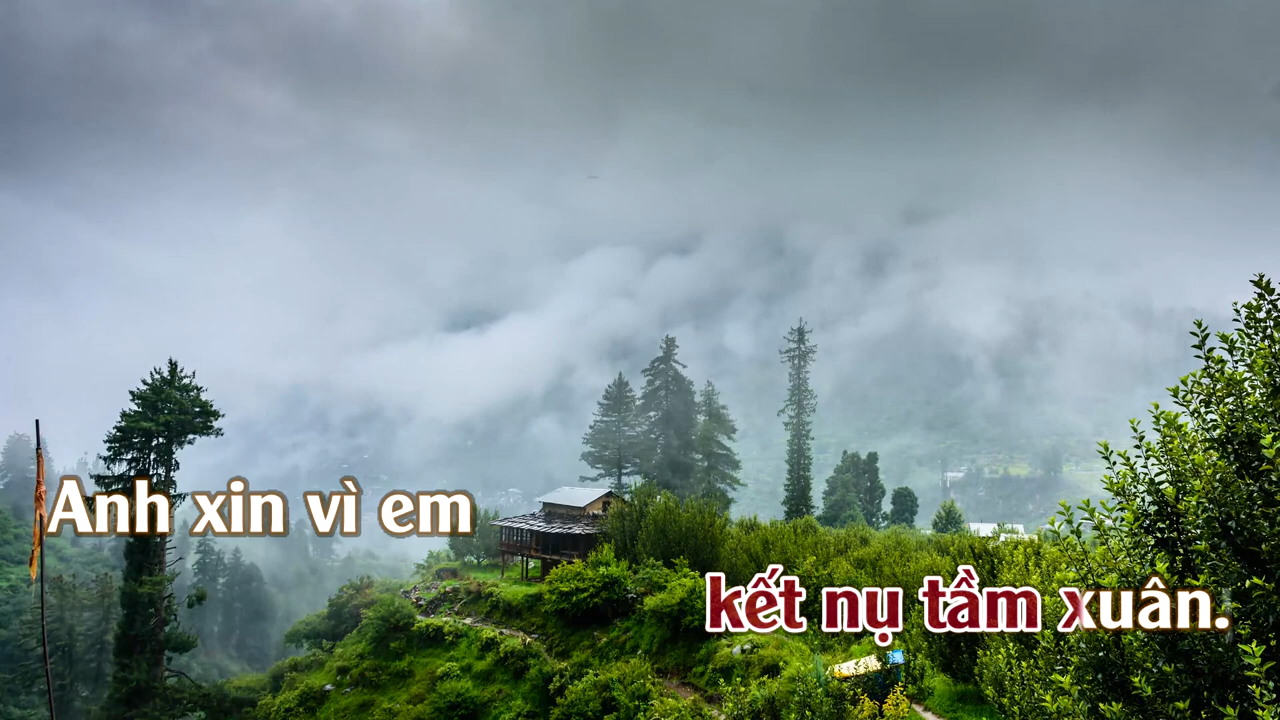 Anh xin vì em
kết nụ tầm xuân.